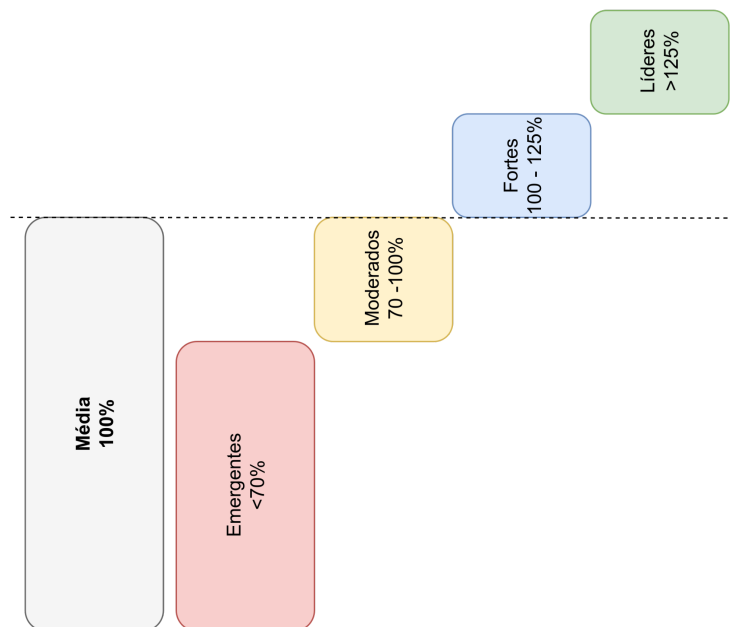 Média
100%
Emergentes
<70%
Moderados
70 -100%
Fortes
100 - 125%
Líderes
>125%